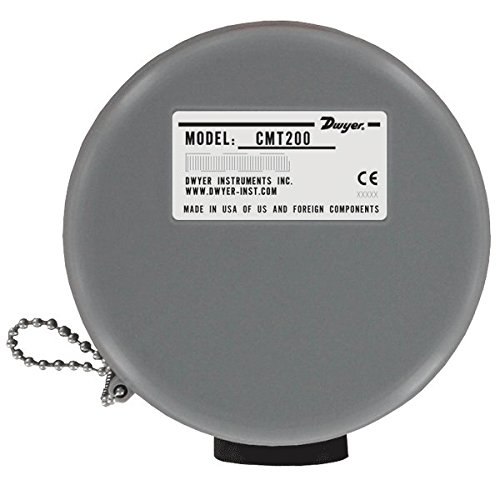 Dwyer®
MODEL: CMT200
DWYER INSTRUMENTS INC.
WWW.DWYER-INST.COM
CE
XXXXX
MADE IN USA OF US AND FOREIGN COMPONENTS